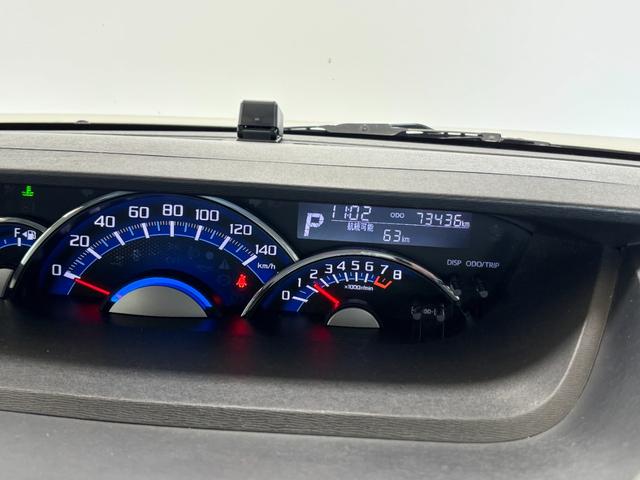 P 11:02 ODO 73436km
航続可能
63km
F
0 20 40 60 80 100 120 140
km/h
0 1 2 3 4 5 6 7 8
×1000r/min
DISP ODO/TRIP